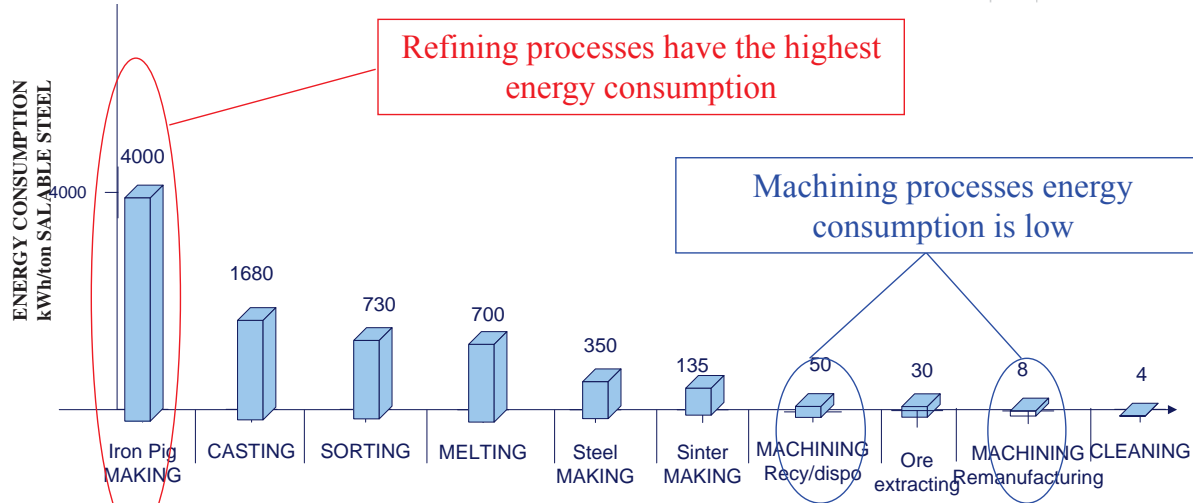 Refining processes have the highest
energy consumption
ENERGY CONSUMPTION
kWh/ton SALABLE STEEL
4000
4000
1680
730
700
350
135
50
30
8
4
Machining processes energy
consumption is low
Iron Pig
MAKING
CASTING
SORTING
MELTING
Steel
MAKING
Sinter
MAKING
MACHINING
Recy/dispo
Ore
extracting
MACHINING
Remanufacturing
CLEANING